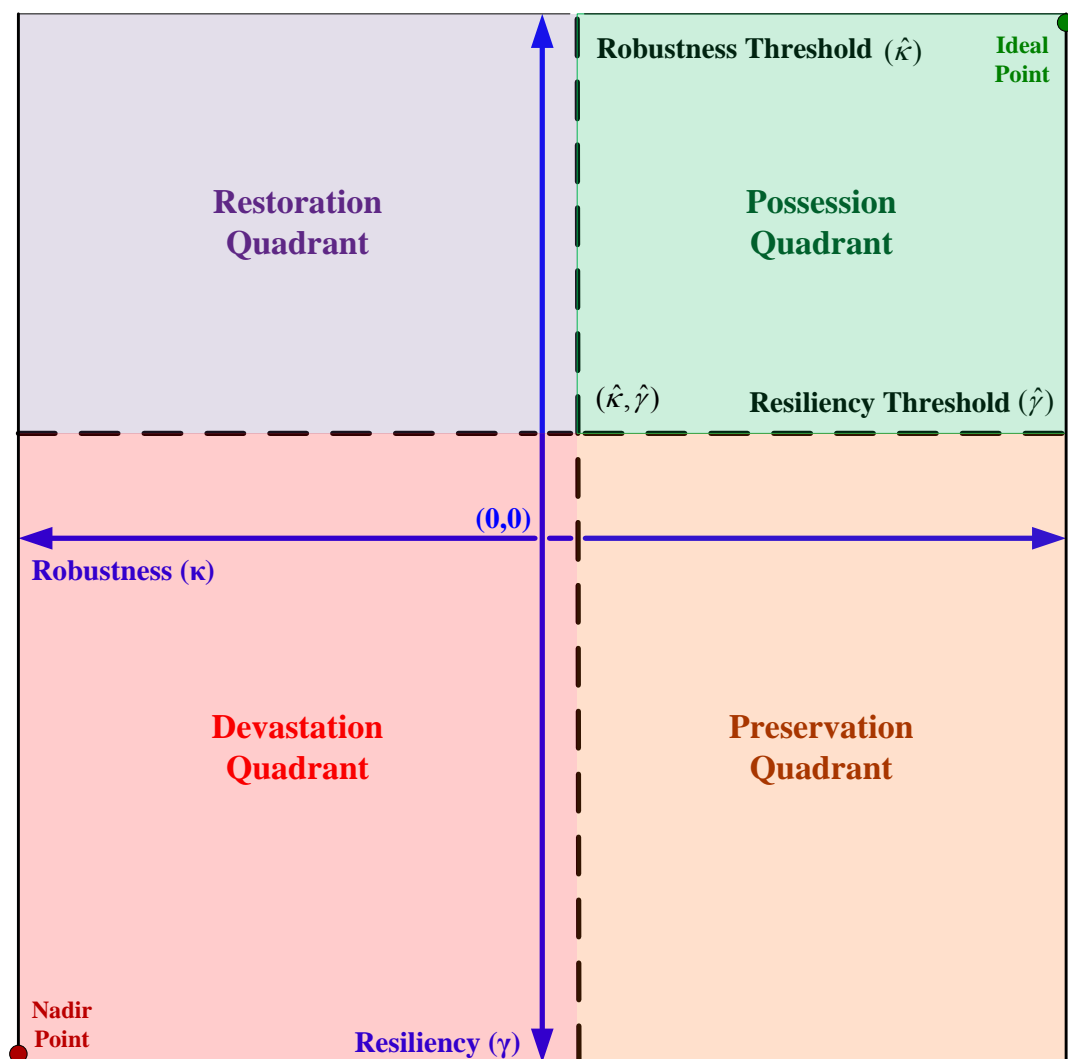 Robustness Threshold (κ̂)
Ideal
Point
Restoration
Quadrant
Possession
Quadrant
(κ̂,γ̂)
Resiliency Threshold (γ̂)
(0,0)
Robustness (κ)
Devastation
Quadrant
Preservation
Quadrant
Nadir
Point
Resiliency (γ)